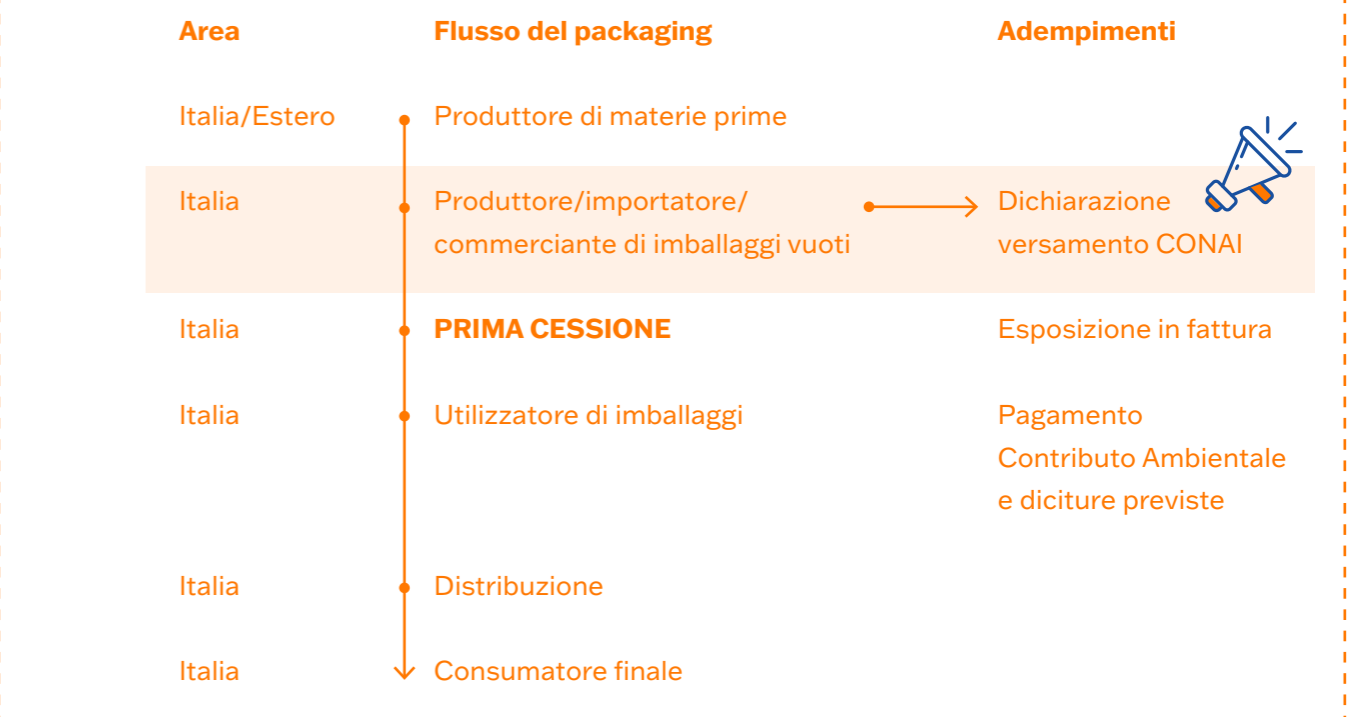 Area Flusso del packaging Adempimenti
Italia/Estero Produttore di materie prime
Italia Produttore/importatore/ Dichiarazione
commerciante di imballaggi vuoti versamento CONAI
Italia PRIMA CESSIONE Esposizione in fattura
Italia Utilizzatore di imballaggi Pagamento
Contributo Ambientale
e diciture previste
Italia Distribuzione
Italia Consumatore finale